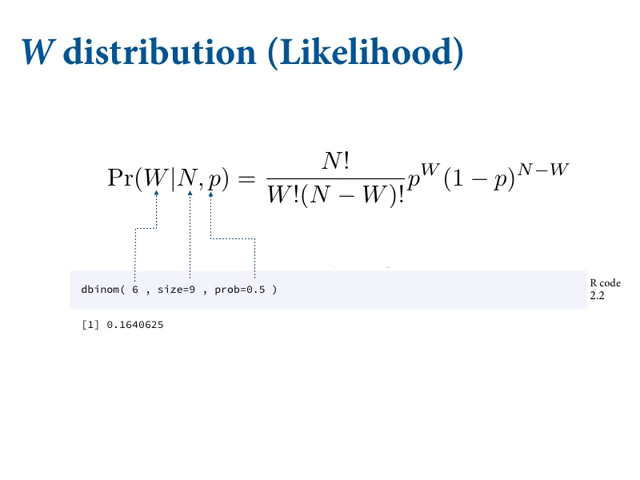 W distribution (Likelihood)
Pr(W|N, p) = N! / W!(N − W)! p^W (1 − p)^{N−W}
dbinom( 6 , size=9 , prob=0.5 )
R code
2.2
[1] 0.1640625